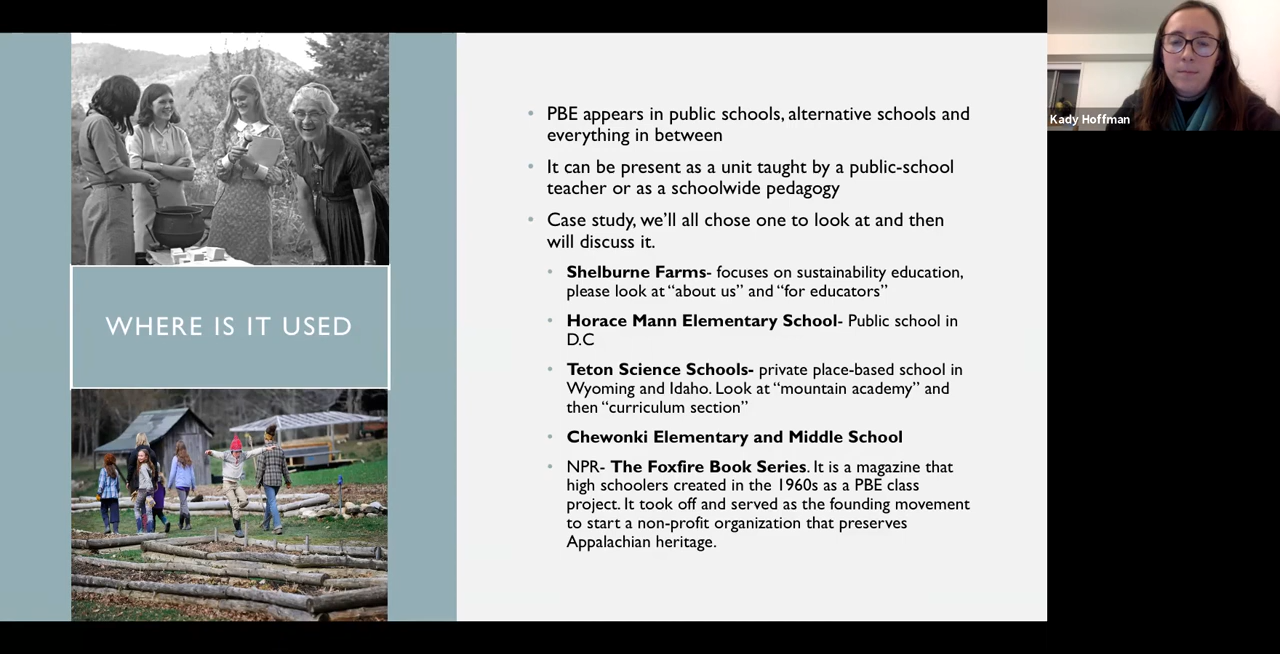 WHERE IS IT USED
PBE appears in public schools, alternative schools and
everything in between
It can be present as a unit taught by a public-school
teacher or as a schoolwide pedagogy
Case study, we'll all chose one to look at and then
will discuss it.
Shelburne Farms- focuses on sustainability education,
please look at "about us" and "for educators"
Horace Mann Elementary School- Public school in
D.C
Teton Science Schools- private place-based school in
Wyoming and Idaho. Look at "mountain academy" and
then "curriculum section"
Chewonki Elementary and Middle School
NPR- The Foxfire Book Series. It is a magazine that
high schoolers created in the 1960s as a PBE class
project. It took off and served as the founding movement
to start a non-profit organization that preserves
Appalachian heritage.
Kady Hoffman